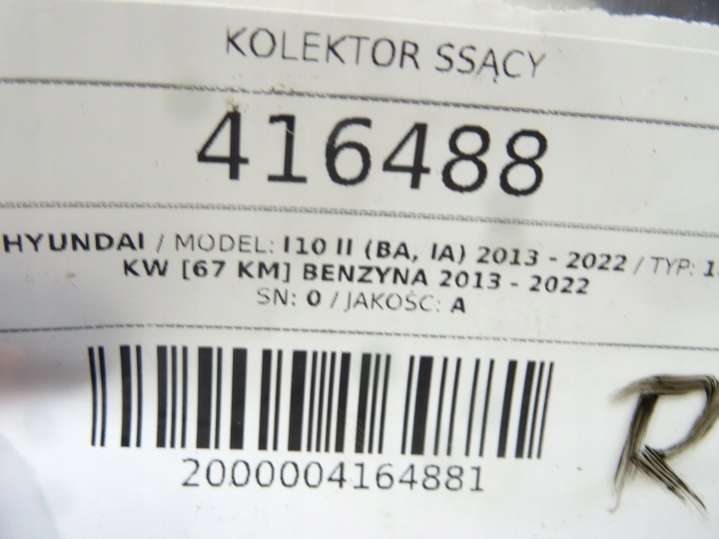 KOLEKTOR SSĄCY
416488
HYUNDAI / MODEL: I10 II (BA, IA) 2013 - 2022 / TYP: 1
KW [67 KM] BENZYNA 2013 - 2022
SN: 0 / JAKOŚĆ: A
2000004164881
R